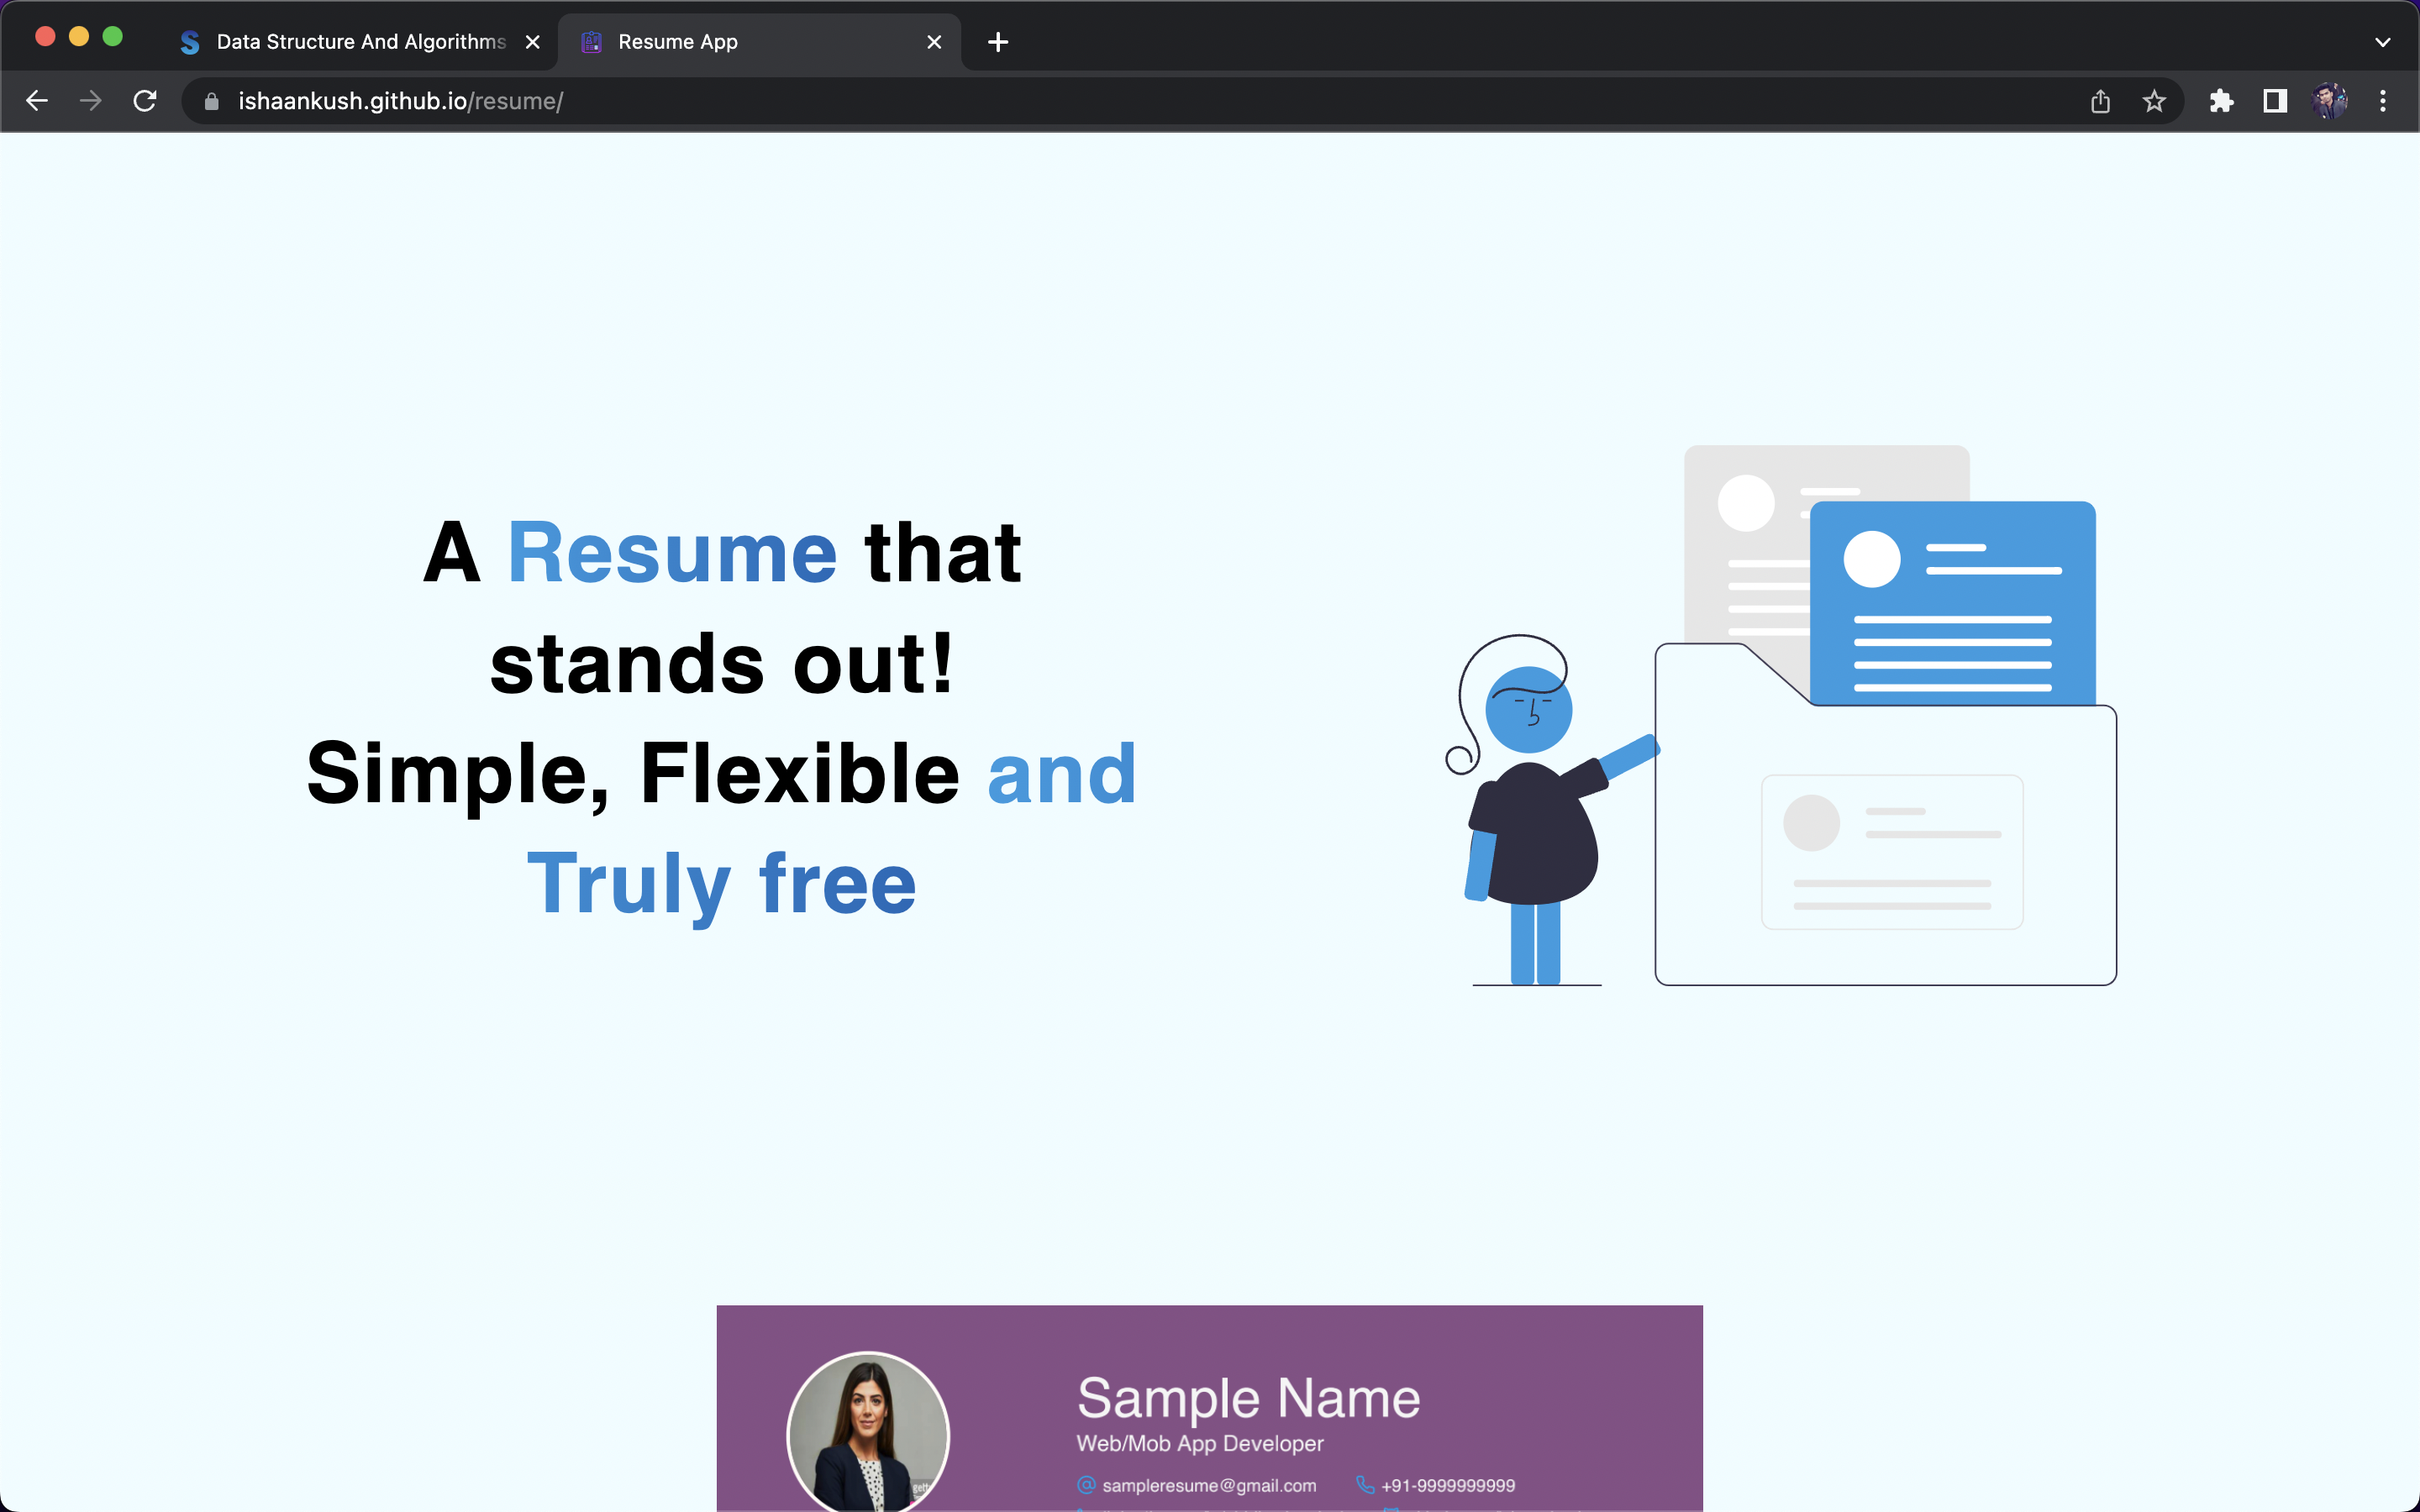 Data Structure And Algorithms
Resume App
ishaankush.github.io/resume/
A Resume that
stands out!
Simple, Flexible and
Truly free
Sample Name
Web/Mob App Developer
sampleresume@gmail.com
+91-9999999999